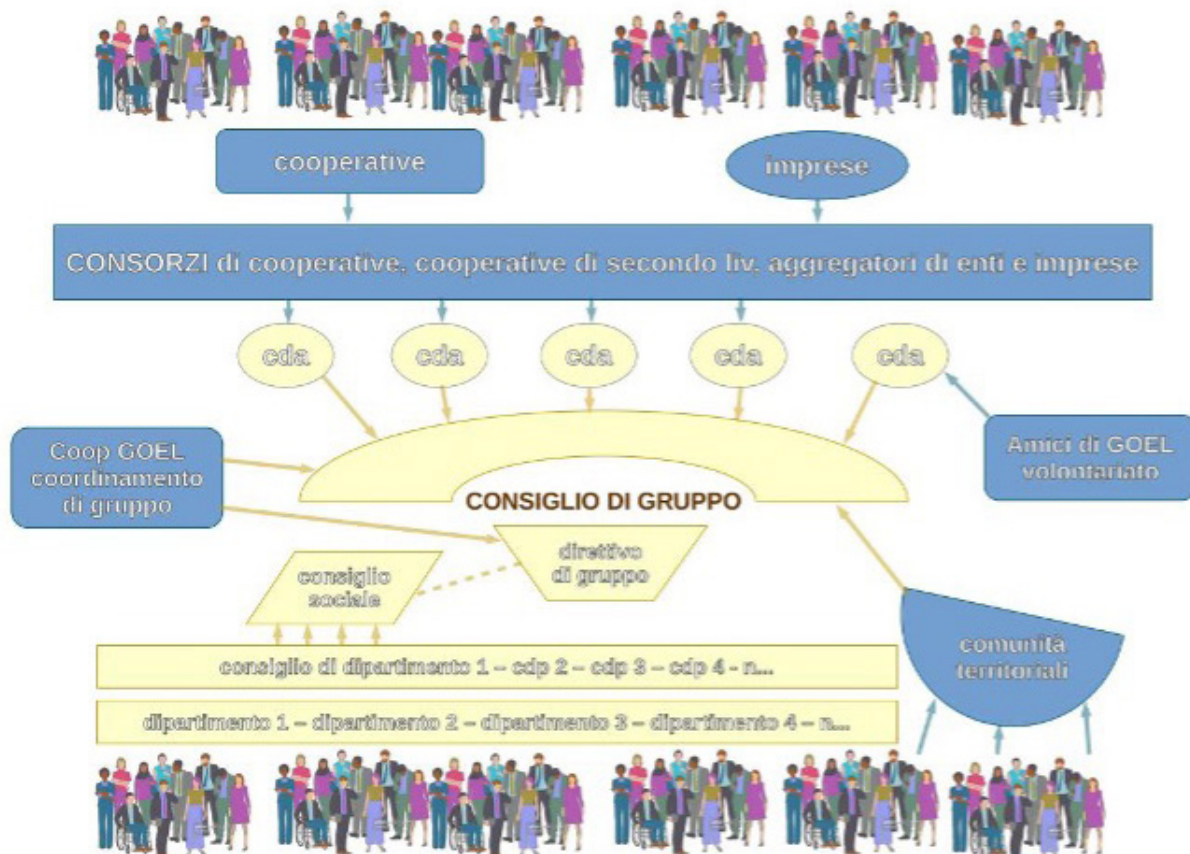 cooperative
imprese
CONSORZI di cooperative, cooperative di secondo liv, aggregatori di enti e imprese
cda
cda
cda
cda
cda
Coop GOEL
coordinamento
di gruppo
Amici di GOEL
volontariato
CONSIGLIO DI GRUPPO
direttivo
di gruppo
consiglio
sociale
comunità
territoriali
consiglio di dipartimento 1 – cdp 2 – cdp 3 – cdp 4 - n...
dipartimento 1 – dipartimento 2 – dipartimento 3 – dipartimento 4 – n...